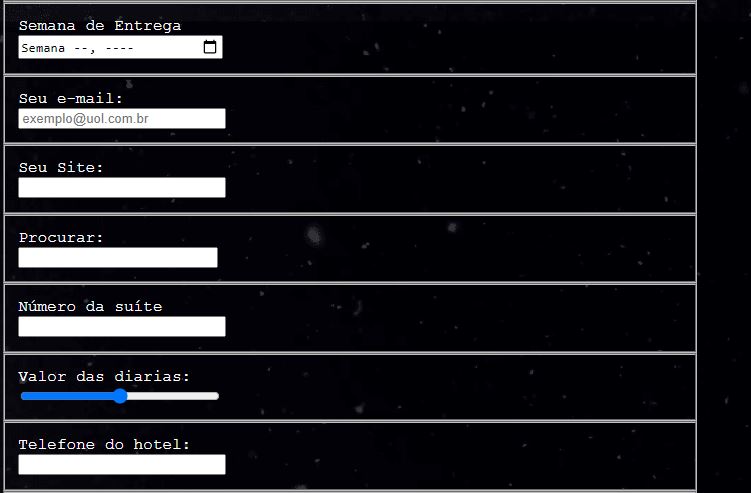 Semana de Entrega
Semana --, ----
Seu e-mail:
exemplo@uol.com.br
Seu Site:
Procurar:
Número da suíte
Valor das diarias:
Telefone do hotel: